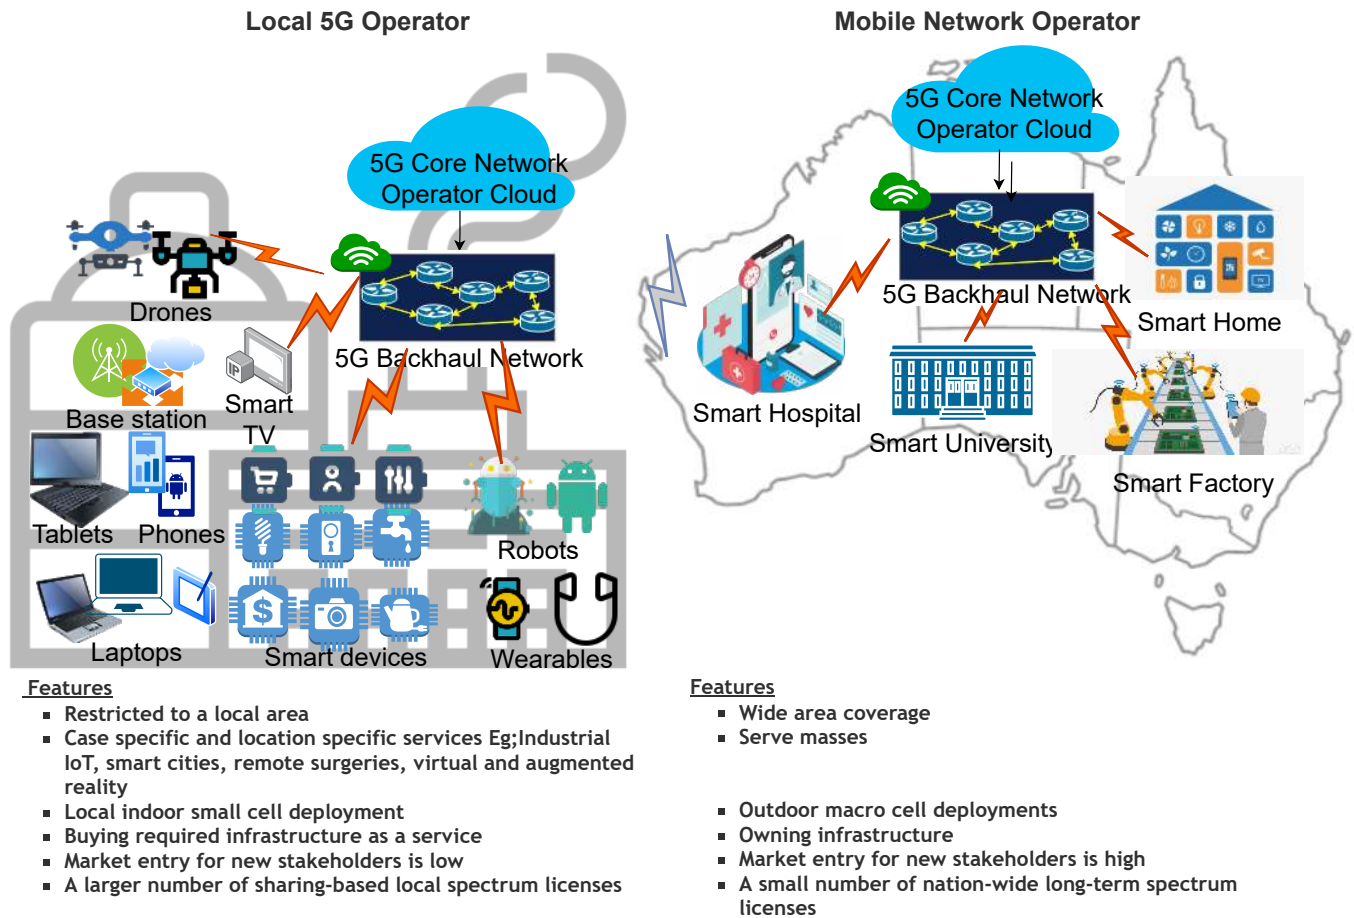 Local 5G Operator
5G Core Network
Operator Cloud
Drones
5G Backhaul Network
IP
Base station
Smart
TV
Tablets
Phones
Robots
Laptops
Smart devices
Wearables
Features
Restricted to a local area
Case specific and location specific services Eg;Industrial
IoT, smart cities, remote surgeries, virtual and augmented
reality
Local indoor small cell deployment
Buying required infrastructure as a service
Market entry for new stakeholders is low
A larger number of sharing-based local spectrum licenses
Mobile Network Operator
5G Core Network
Operator Cloud
5G Backhaul Network
Smart Home
Smart Hospital
Smart University
Smart Factory
Features
Wide area coverage
Serve masses
Outdoor macro cell deployments
Owning infrastructure
Market entry for new stakeholders is high
A small number of nation-wide long-term spectrum
licenses